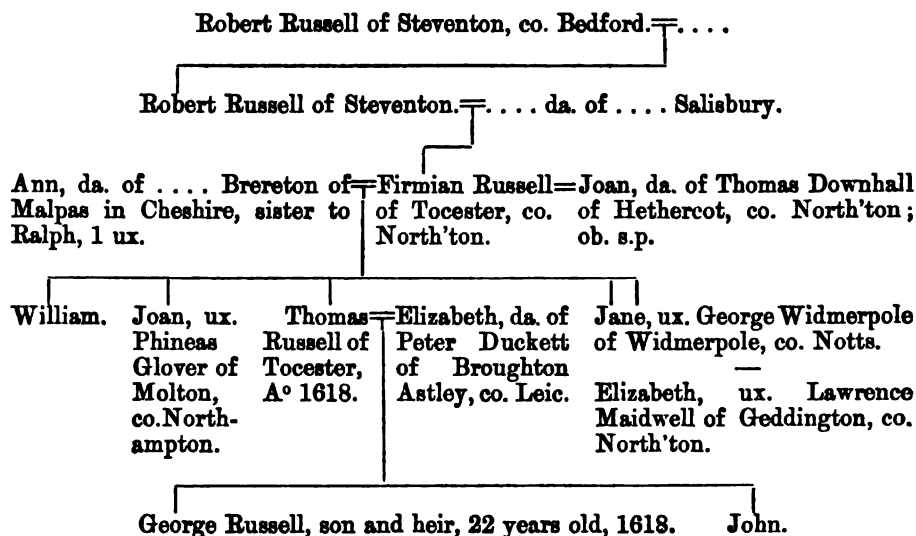 Robert Russell of Steventon, co. Bedford.=....
Robert Russell of Steventon.=.... da. of .... Salisbury.
Ann, da. of .... Brereton of
Malpas in Cheshire, sister to
Ralph, 1 ux.
=Firmian Russell=
of Tocester, co.
North'ton.
Joan, da. of Thomas Downhall
of Hethercot, co. North'ton;
ob. s.p.
William.
Joan, ux.
Phineas
Glover of
Molton,
co.North-
ampton.
Thomas=
Russell of
Tocester,
Aº 1618.
Elizabeth, da. of
Peter Duckett
of Broughton
Astley, co. Leic.
Jane, ux. George Widmerpole
of Widmerpole, co. Notts.
—
Elizabeth, ux. Lawrence
Maidwell of Geddington, co.
North'ton.
George Russell, son and heir, 22 years old, 1618.
John.